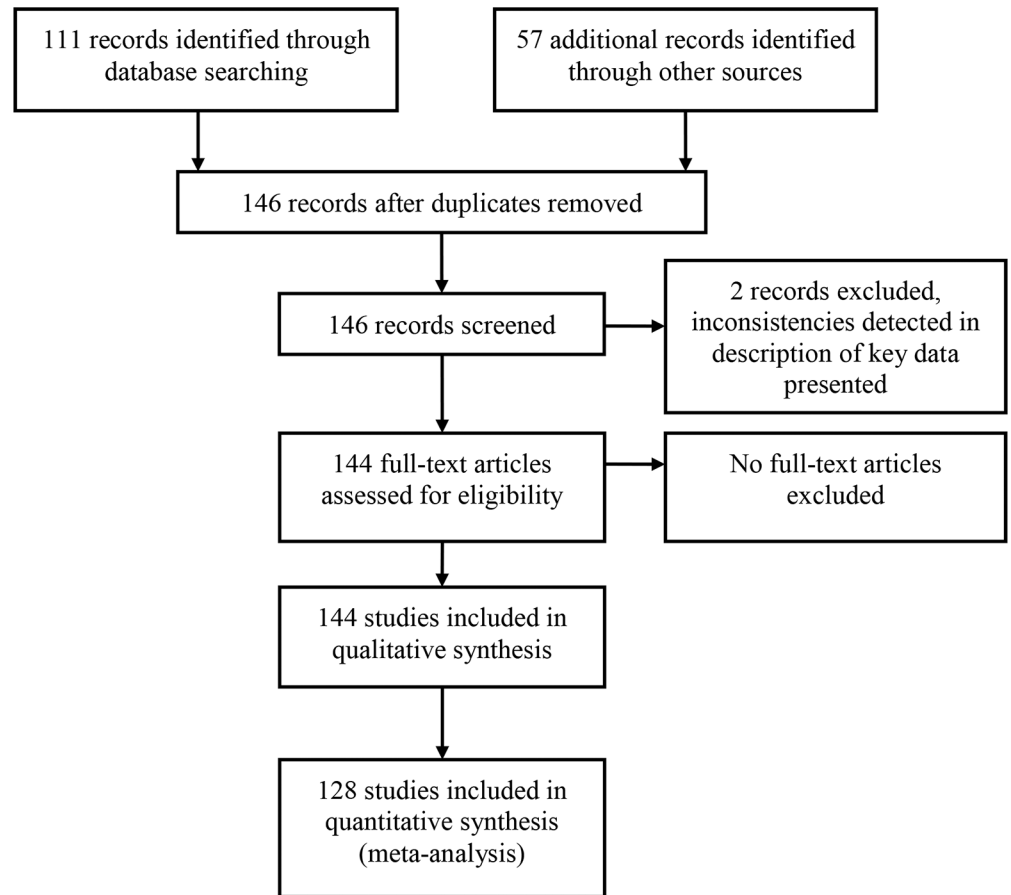 111 records identified through
database searching
57 additional records identified
through other sources
146 records after duplicates removed
146 records screened
2 records excluded,
inconsistencies detected in
description of key data
presented
144 full-text articles
assessed for eligibility
No full-text articles
excluded
144 studies included in
qualitative synthesis
128 studies included in
quantitative synthesis
(meta-analysis)